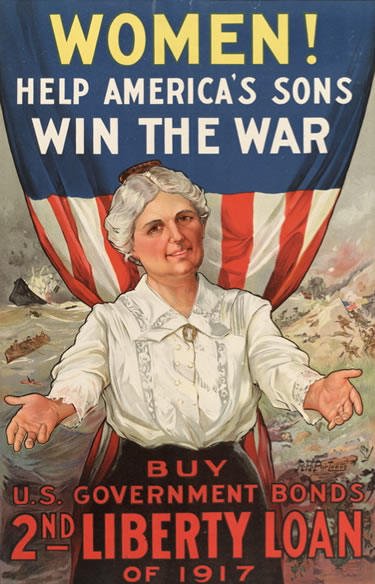 WOMEN!
HELP AMERICA'S SONS
WIN THE WAR
BUY
U.S. GOVERNMENT BONDS
2ND LIBERTY LOAN
OF 1917